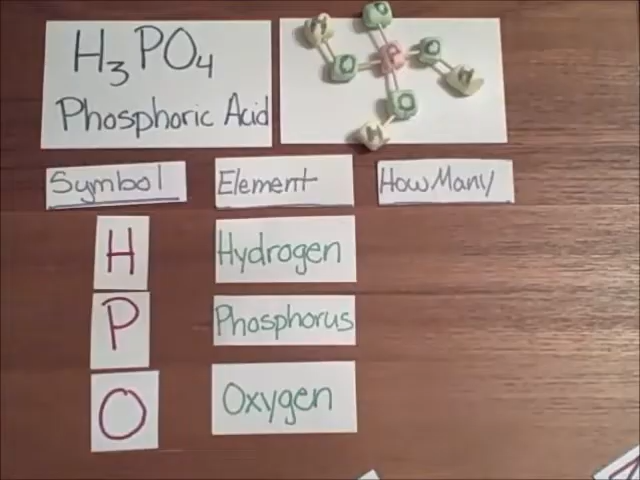 H₃PO₄
Phosphoric Acid
H
O
O
P
O
H
O
H
Symbol Element How Many
H Hydrogen
P Phosphorus
O Oxygen